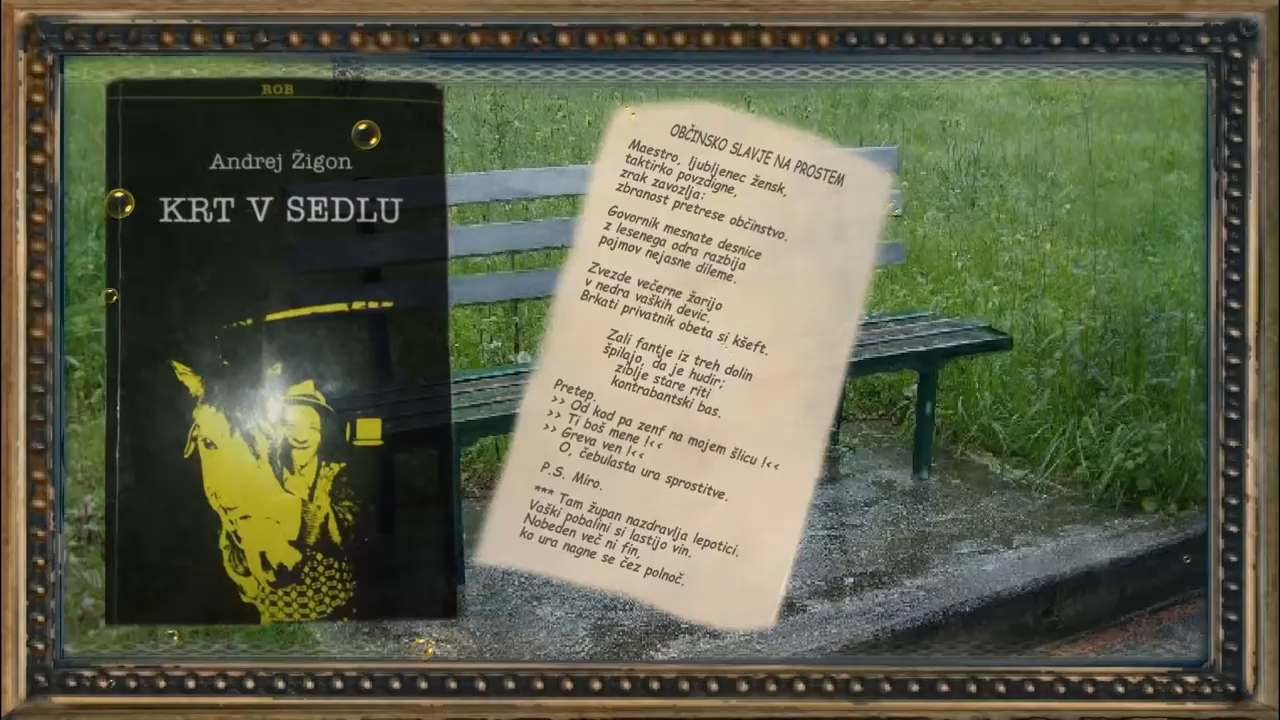 ROB
Andrej Žigon
KRT V SEDLU
OBČINSKO SLAVJE NA PROSTEM
Maestro, ljubljenec žensk,
taktirko povzdigne,
zrak zavozlja:
zbranost pretrese občinstvo.
Govornik mesnate desnice
z lesenega odra razbija
pojmov nejasne dileme.
Zvezde večerne žarijo
v nedra vaških devic.
Brkati privatnik obeta si kšeft.
Zali fantje iz treh dolin
špilajo, da je hudir;
ziblje stare riti
kontrabantski bas.
Pretep.
>> Od kod pa zenf na mojem šlicu !<<
>> Ti boš mene !<<
>> Greva ven !<<
O, čebulasta ura sprostitve.
P.S. Miro.
*** Tam župan nazdravlja lepotici.
Vaški pobalini si lastijo vin.
Nobeden več ni fin,
ko ura nagne se čez polnoč.